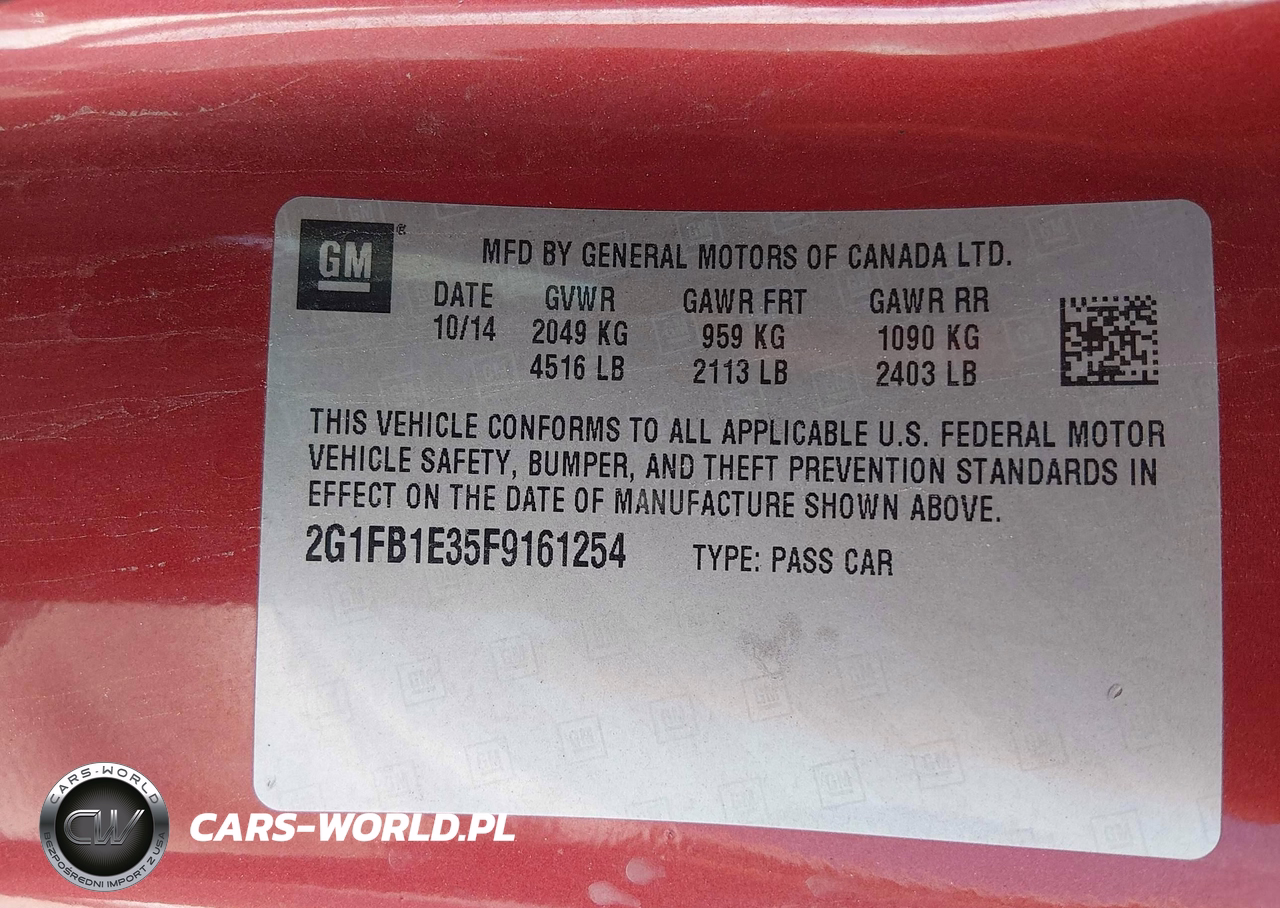 GM ®
MFD BY GENERAL MOTORS OF CANADA LTD.
DATE GVWR GAWR FRT GAWR RR
10/14 2049 KG 959 KG 1090 KG
4516 LB 2113 LB 2403 LB
THIS VEHICLE CONFORMS TO ALL APPLICABLE U.S. FEDERAL MOTOR
VEHICLE SAFETY, BUMPER, AND THEFT PREVENTION STANDARDS IN
EFFECT ON THE DATE OF MANUFACTURE SHOWN ABOVE.
2G1FB1E35F9161254 TYPE: PASS CAR
CARS-WORLD
CW
BEZPOŚREDNI IMPORT Z USA
CARS-WORLD.PL